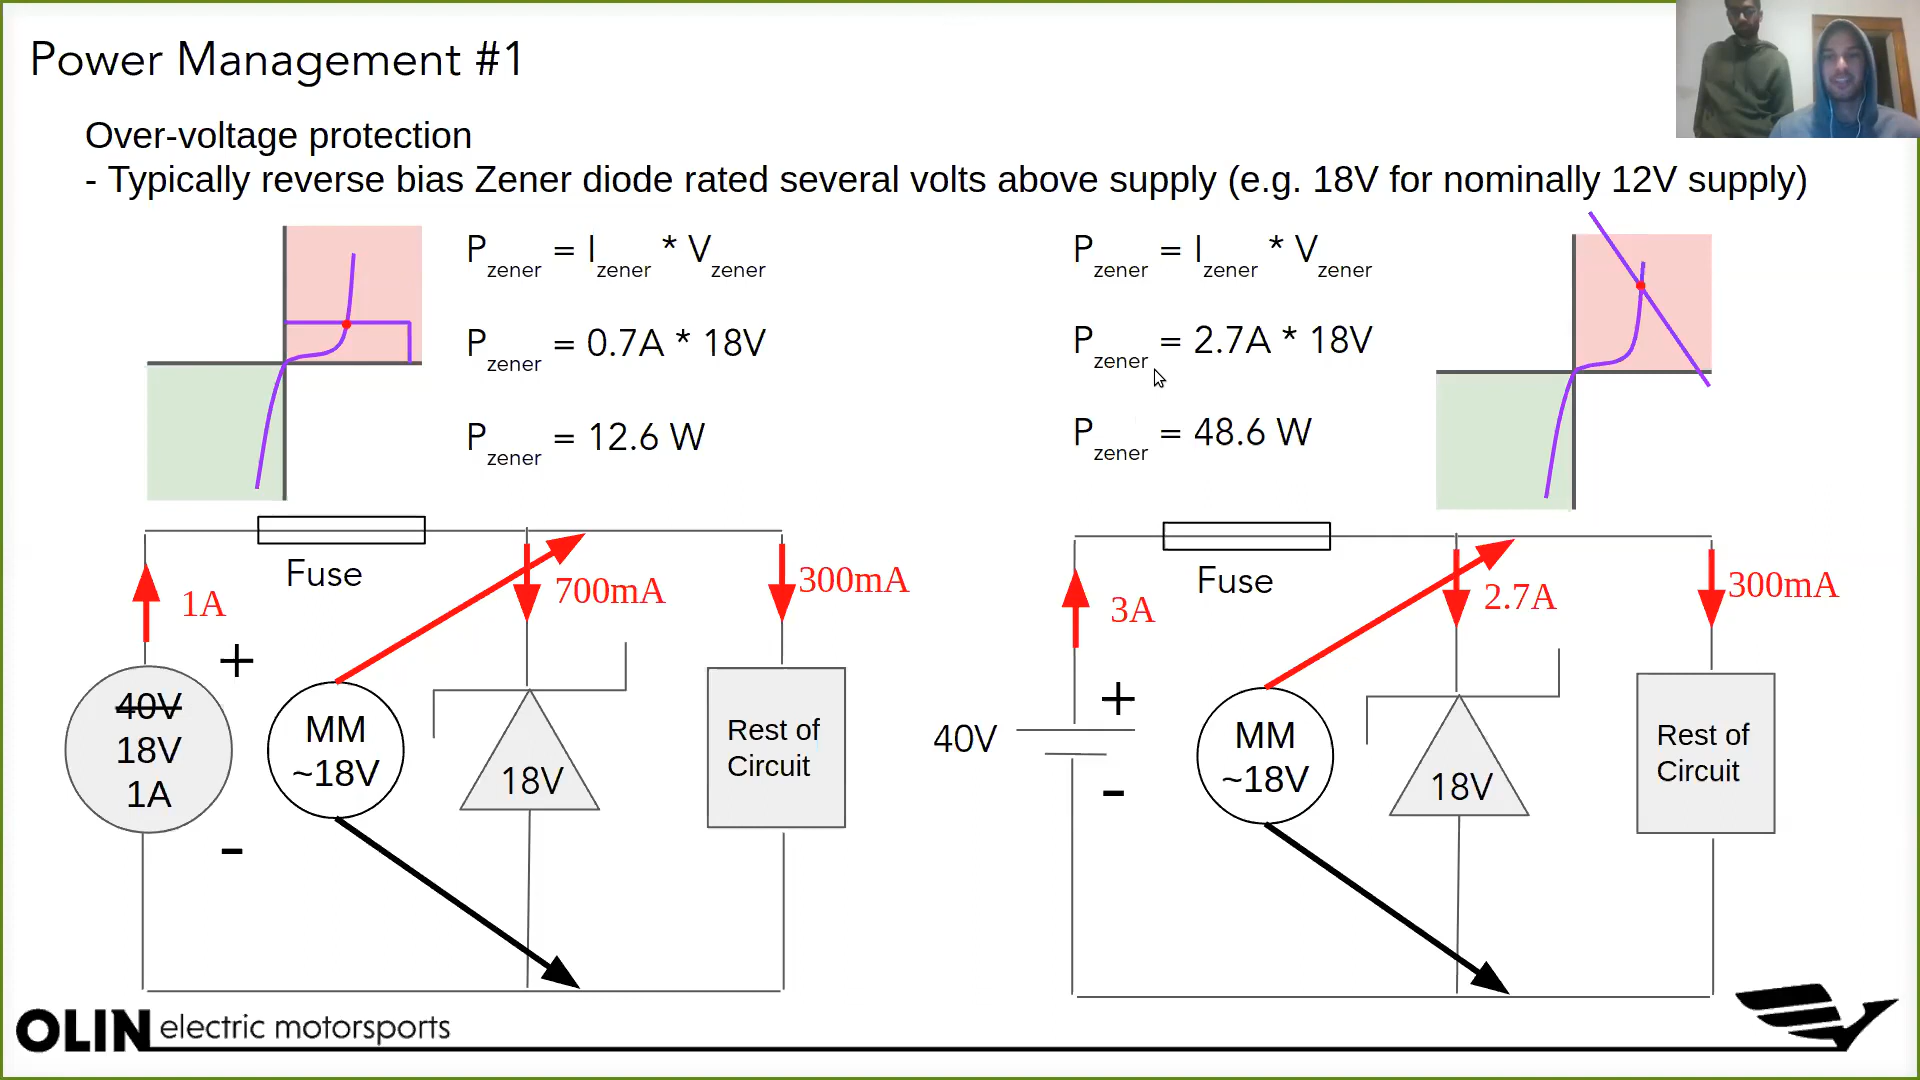 Power Management #1
Over-voltage protection
- Typically reverse bias Zener diode rated several volts above supply (e.g. 18V for nominally 12V supply)
P zener = I zener * V zener
P zener = 0.7A * 18V
P zener = 12.6 W
P zener = I zener * V zener
P zener = 2.7A * 18V
P zener = 48.6 W
Fuse
1A
700mA
300mA
+
40V
18V
1A
-
MM
~18V
18V
Rest of
Circuit
Fuse
3A
2.7A
300mA
40V
+
-
MM
~18V
18V
Rest of
Circuit
OLIN electric motorsports